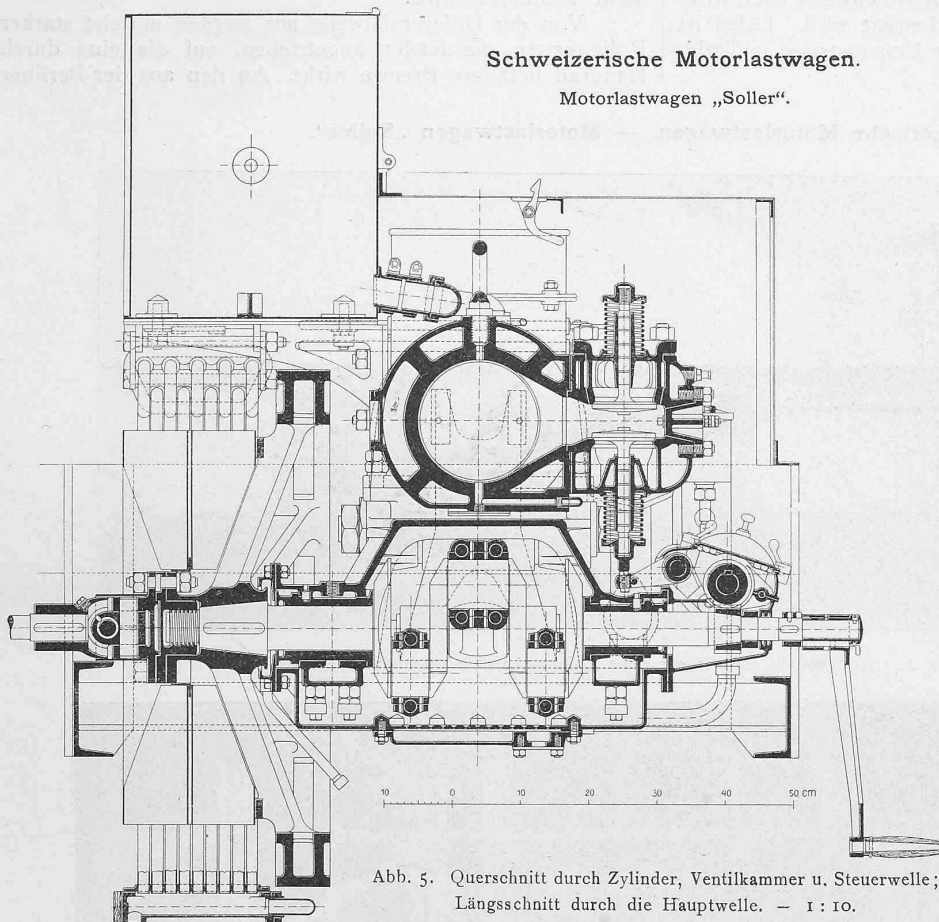 Schweizerische Motorlastwagen.
Motorlastwagen „Soller“.
10 0 10 20 30 40 50 cm
Abb. 5. Querschnitt durch Zylinder, Ventilkammer u. Steuerwelle;
Längsschnitt durch die Hauptwelle. — 1 : 10.